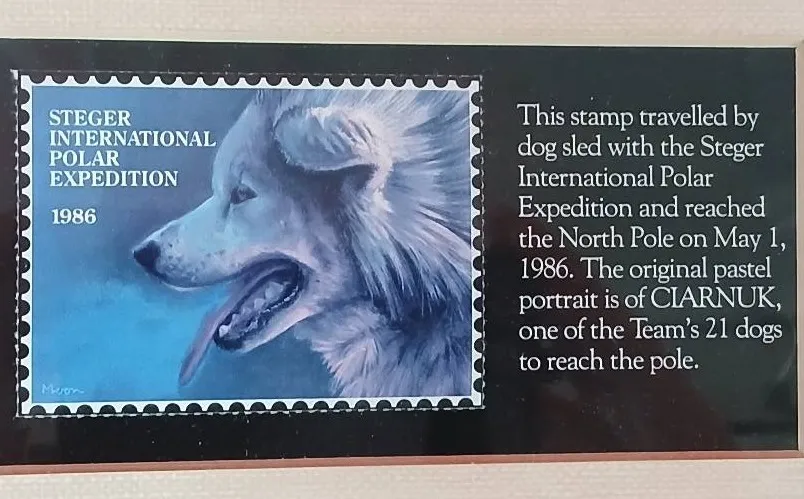 STEGER
INTERNATIONAL
POLAR
EXPEDITION
1986
Moon
This stamp travelled by
dog sled with the Steger
International Polar
Expedition and reached
the North Pole on May 1,
1986. The original pastel
portrait is of CIARNUK,
one of the Team's 21 dogs
to reach the pole.